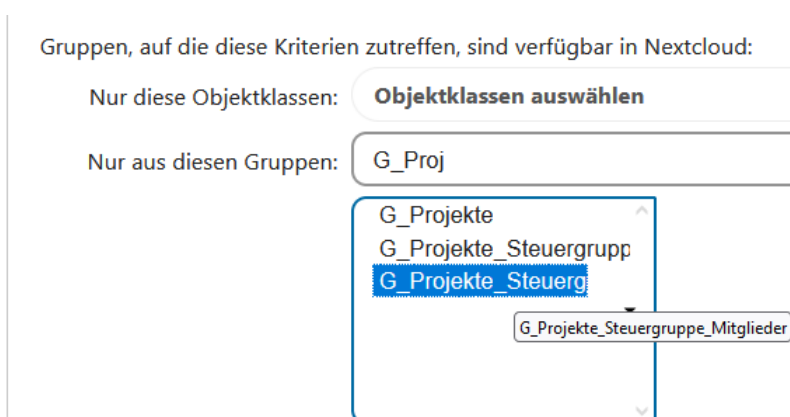 Gruppen, auf die diese Kriterien zutreffen, sind verfügbar in Nextcloud:
Nur diese Objektklassen: Objektklassen auswählen
Nur aus diesen Gruppen: G_Proj
G_Projekte
G_Projekte_Steuergrupp
G_Projekte_Steuerg
G_Projekte_Steuergruppe_Mitglieder